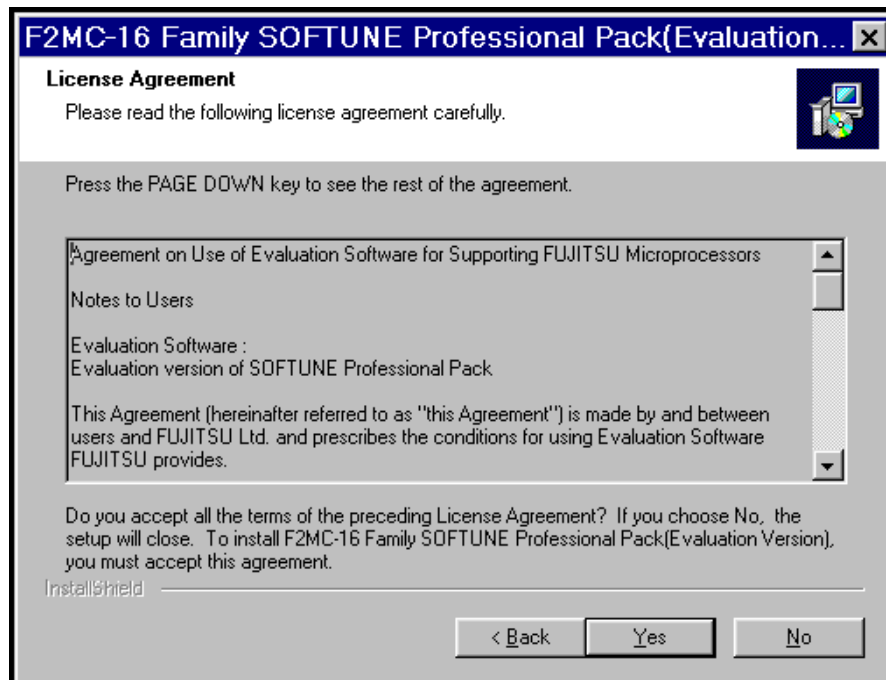 F2MC-16 Family SOFTUNE Professional Pack(Evaluation...
License Agreement
Please read the following license agreement carefully.
Press the PAGE DOWN key to see the rest of the agreement.
Agreement on Use of Evaluation Software for Supporting FUJITSU Microprocessors
Notes to Users
Evaluation Software :
Evaluation version of SOFTUNE Professional Pack
This Agreement (hereinafter referred to as "this Agreement") is made by and between
users and FUJITSU Ltd. and prescribes the conditions for using Evaluation Software
FUJITSU provides.
Do you accept all the terms of the preceding License Agreement? If you choose No, the
setup will close. To install F2MC-16 Family SOFTUNE Professional Pack(Evaluation Version),
you must accept this agreement.
InstallShield
< Back
Yes
No